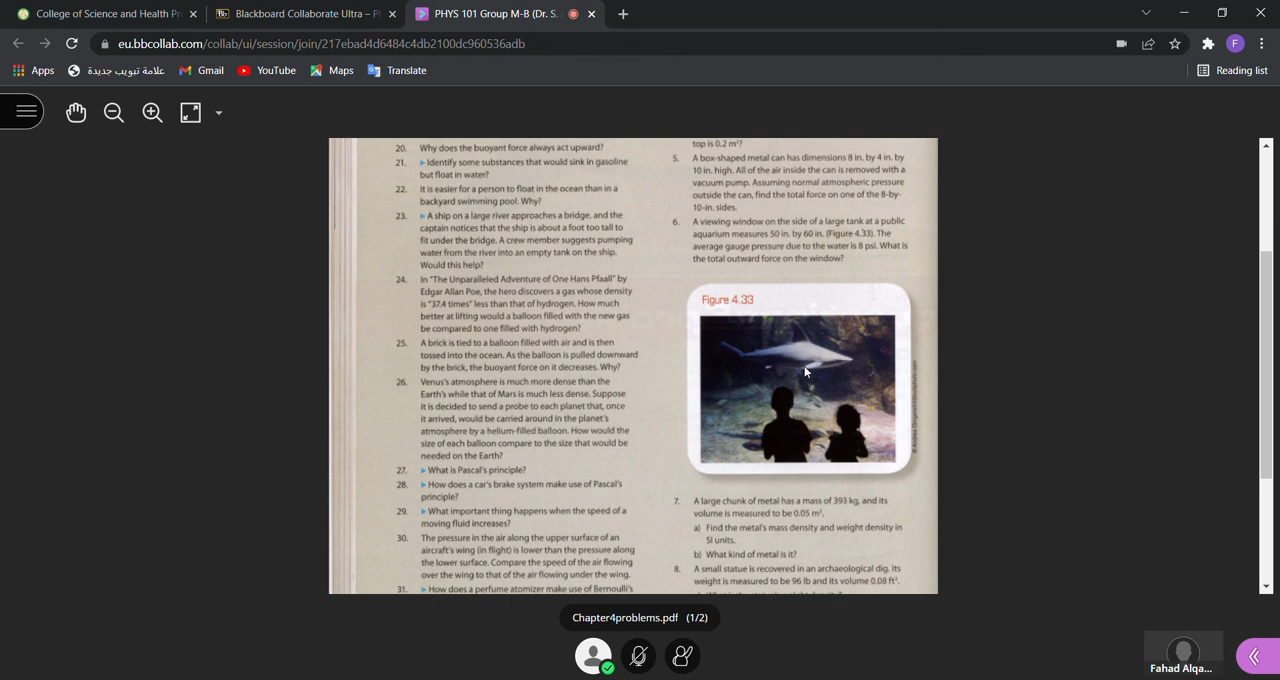 College of Science and Health Pr
Blackboard Collaborate Ultra – Pl
PHYS 101 Group M-B (Dr. S.
eu.bbcollab.com/collab/ui/session/join/217ebad4d6484c4db2100dc960536adb
F
Apps
علامة تبويب جديدة
Gmail
YouTube
Maps
Translate
Reading list
20. Why does the buoyant force always act upward?
21. ▸Identify some substances that would sink in gasoline
but float in water?
22. It is easier for a person to float in the ocean than in a
backyard swimming pool. Why?
23. ▸A ship on a large river approaches a bridge, and the
captain notices that the ship is about a foot too tall to
fit under the bridge. A crew member suggests pumping
water from the river into an empty tank on the ship.
Would this help?
24. In "The Unparalleled Adventure of One Hans Pfaall" by
Edgar Allan Poe, the hero discovers a gas whose density
is "37.4 times" less than that of hydrogen. How much
better at lifting would a balloon filled with the new gas
be compared to one filled with hydrogen?
25. A brick is tied to a balloon filled with air and is then
tossed into the ocean. As the balloon is pulled downward
by the brick, the buoyant force on it decreases. Why?
26. Venus's atmosphere is much more dense than the
Earth's while that of Mars is much less dense. Suppose
it is decided to send a probe to each planet that, once
it arrived, would be carried around in the planet's
atmosphere by a helium-filled balloon. How would the
size of each balloon compare to the size that would be
needed on the Earth?
27. ▸What is Pascal's principle?
28. ▸How does a car's brake system make use of Pascal's
principle?
29. ▸What important thing happens when the speed of a
moving fluid increases?
30. The pressure in the air along the upper surface of an
aircraft's wing (in flight) is lower than the pressure along
the lower surface. Compare the speed of the air flowing
over the wing to that of the air flowing under the wing.
31. ▸How does a perfume atomizer make use of Bernoulli's
top is 0.2 m²?
5. A box-shaped metal can has dimensions 8 in. by 4 in. by
10 in. high. All of the air inside the can is removed with a
vacuum pump. Assuming normal atmospheric pressure
outside the can, find the total force on one of the 8-by-
10-in. sides.
6. A viewing window on the side of a large tank at a public
aquarium measures 50 in. by 60 in. (Figure 4.33). The
average gauge pressure due to the water is 8 psi. What is
the total outward force on the window?
Figure 4.33
7. A large chunk of metal has a mass of 393 kg, and its
volume is measured to be 0.05 m³.
a) Find the metal's mass density and weight density in
SI units.
b) What kind of metal is it?
8. A small statue is recovered in an archaeological dig. Its
weight is measured to be 96 lb and its volume 0.08 ft³.
Chapter4problems.pdf (1/2)
Fahad Alqa...